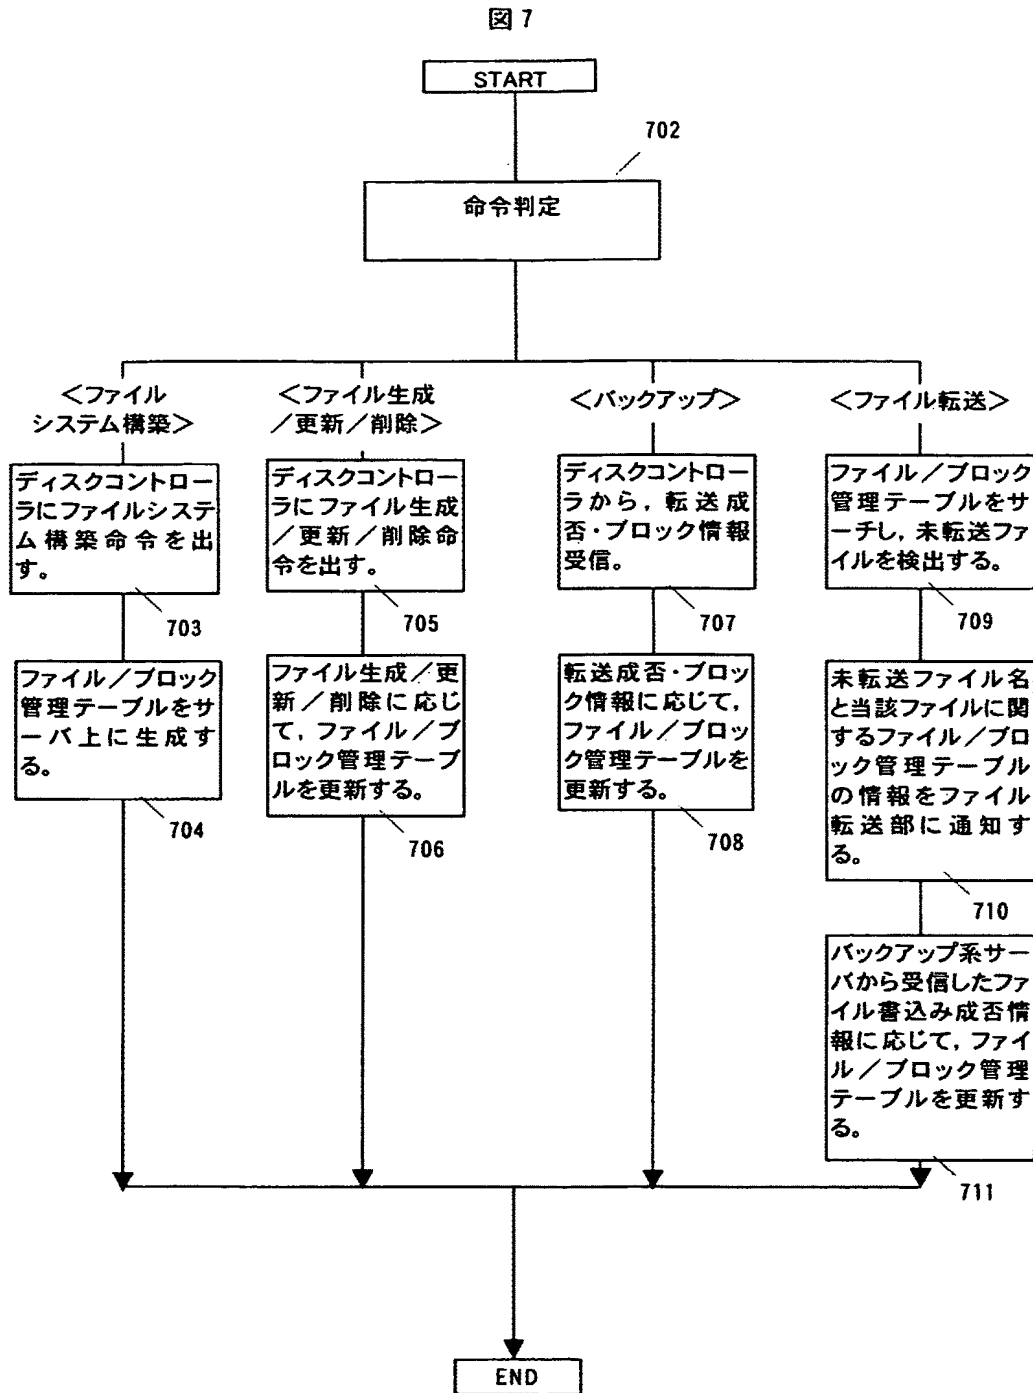 図7
START
702
命令判定
＜ファイル
システム構築＞
ディスクコントロー
ラにファイルシステ
ム構築命令を出
す。
703
ファイル／ブロック
管理テーブルをサ
ーバ上に生成す
る。
704
＜ファイル生成
／更新／削除＞
ディスクコントロー
ラにファイル生成
／更新／削除命
令を出す。
705
ファイル生成／更
新／削除に応じ
て，ファイル／ブ
ロック管理テーブ
ルを更新する。
706
＜バックアップ＞
ディスクコントロー
ラから，転送成
否・ブロック情報
受信。
707
転送成否・ブロッ
ク情報に応じて，
ファイル／ブロッ
ク管理テーブルを
更新する。
708
＜ファイル転送＞
ファイル／ブロック
管理テーブルをサ
ーチし，未転送ファ
イルを検出する。
709
未転送ファイル名
と当該ファイルに関
するファイル／ブロ
ック管理テーブル
の情報をファイル
転送部に通知す
る。
710
バックアップ系サー
バから受信したファ
イル書込み成否情
報に応じて，ファイ
ル／ブロック管理
テーブルを更新す
る。
711
END